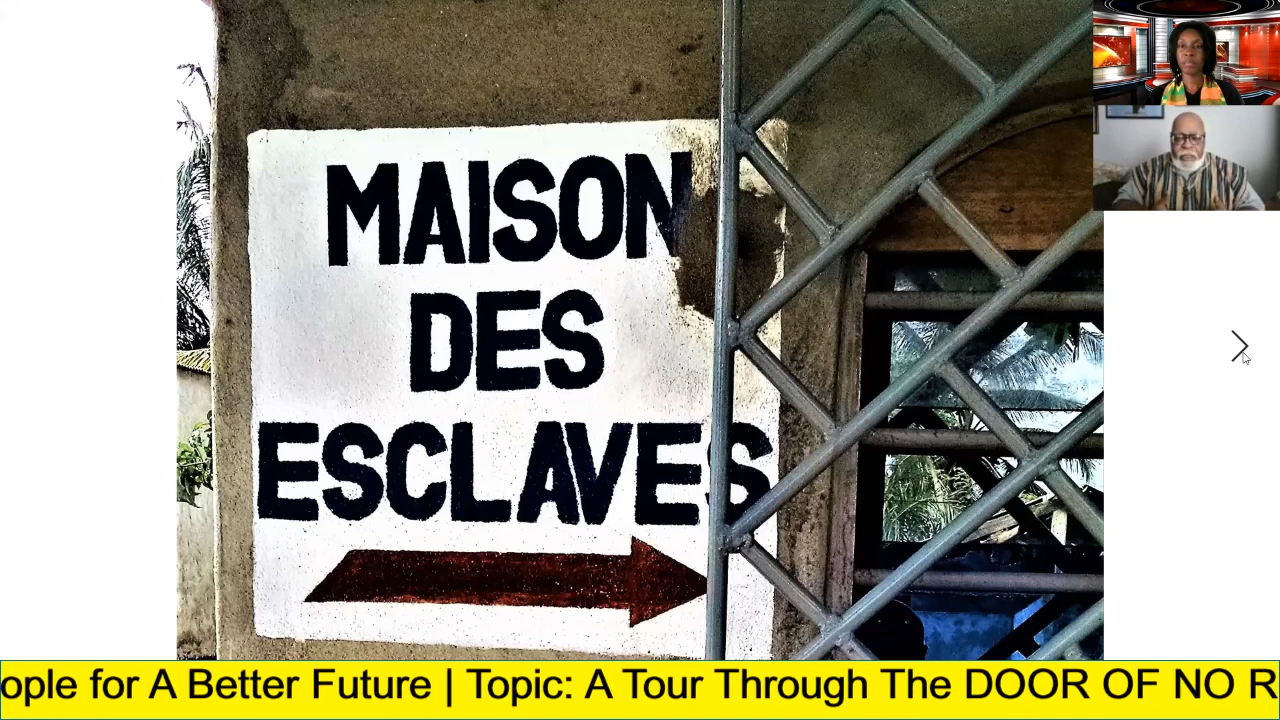 MAISON
DES
ESCLAVES
ople for A Better Future | Topic: A Tour Through The DOOR OF NO R